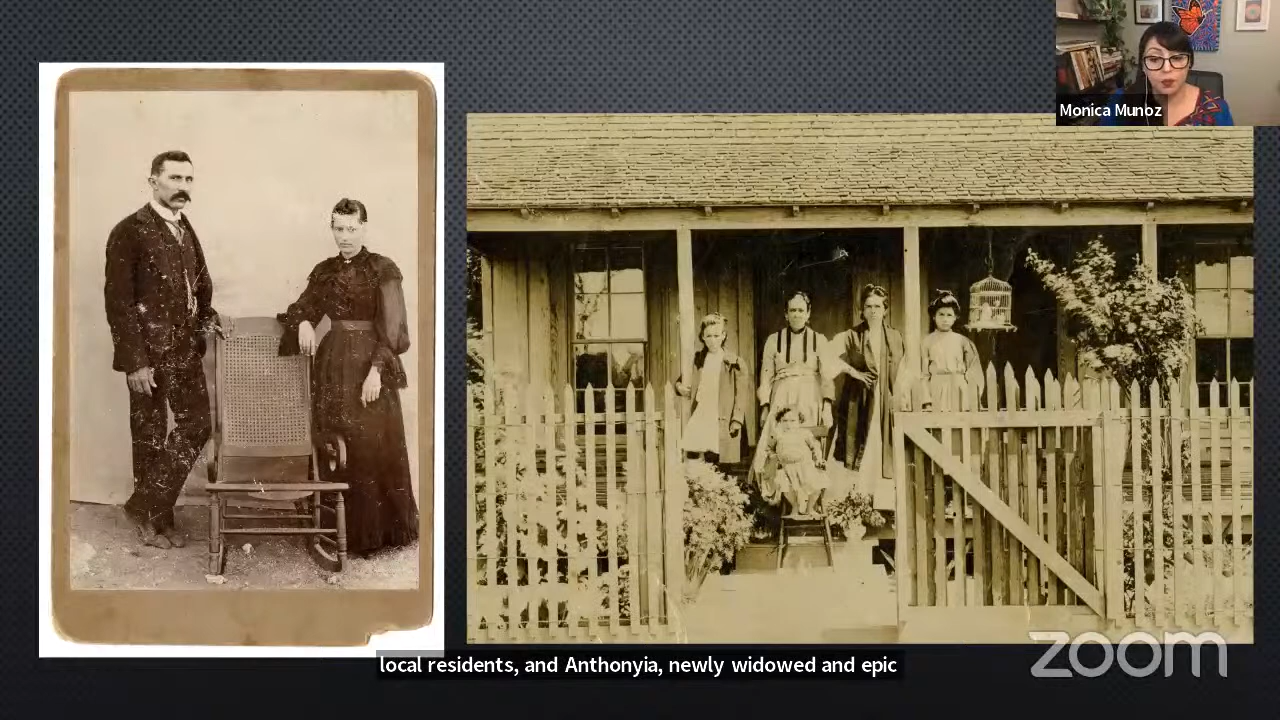 Monica Munoz
local residents, and Anthonyia, newly widowed and epic
zoom